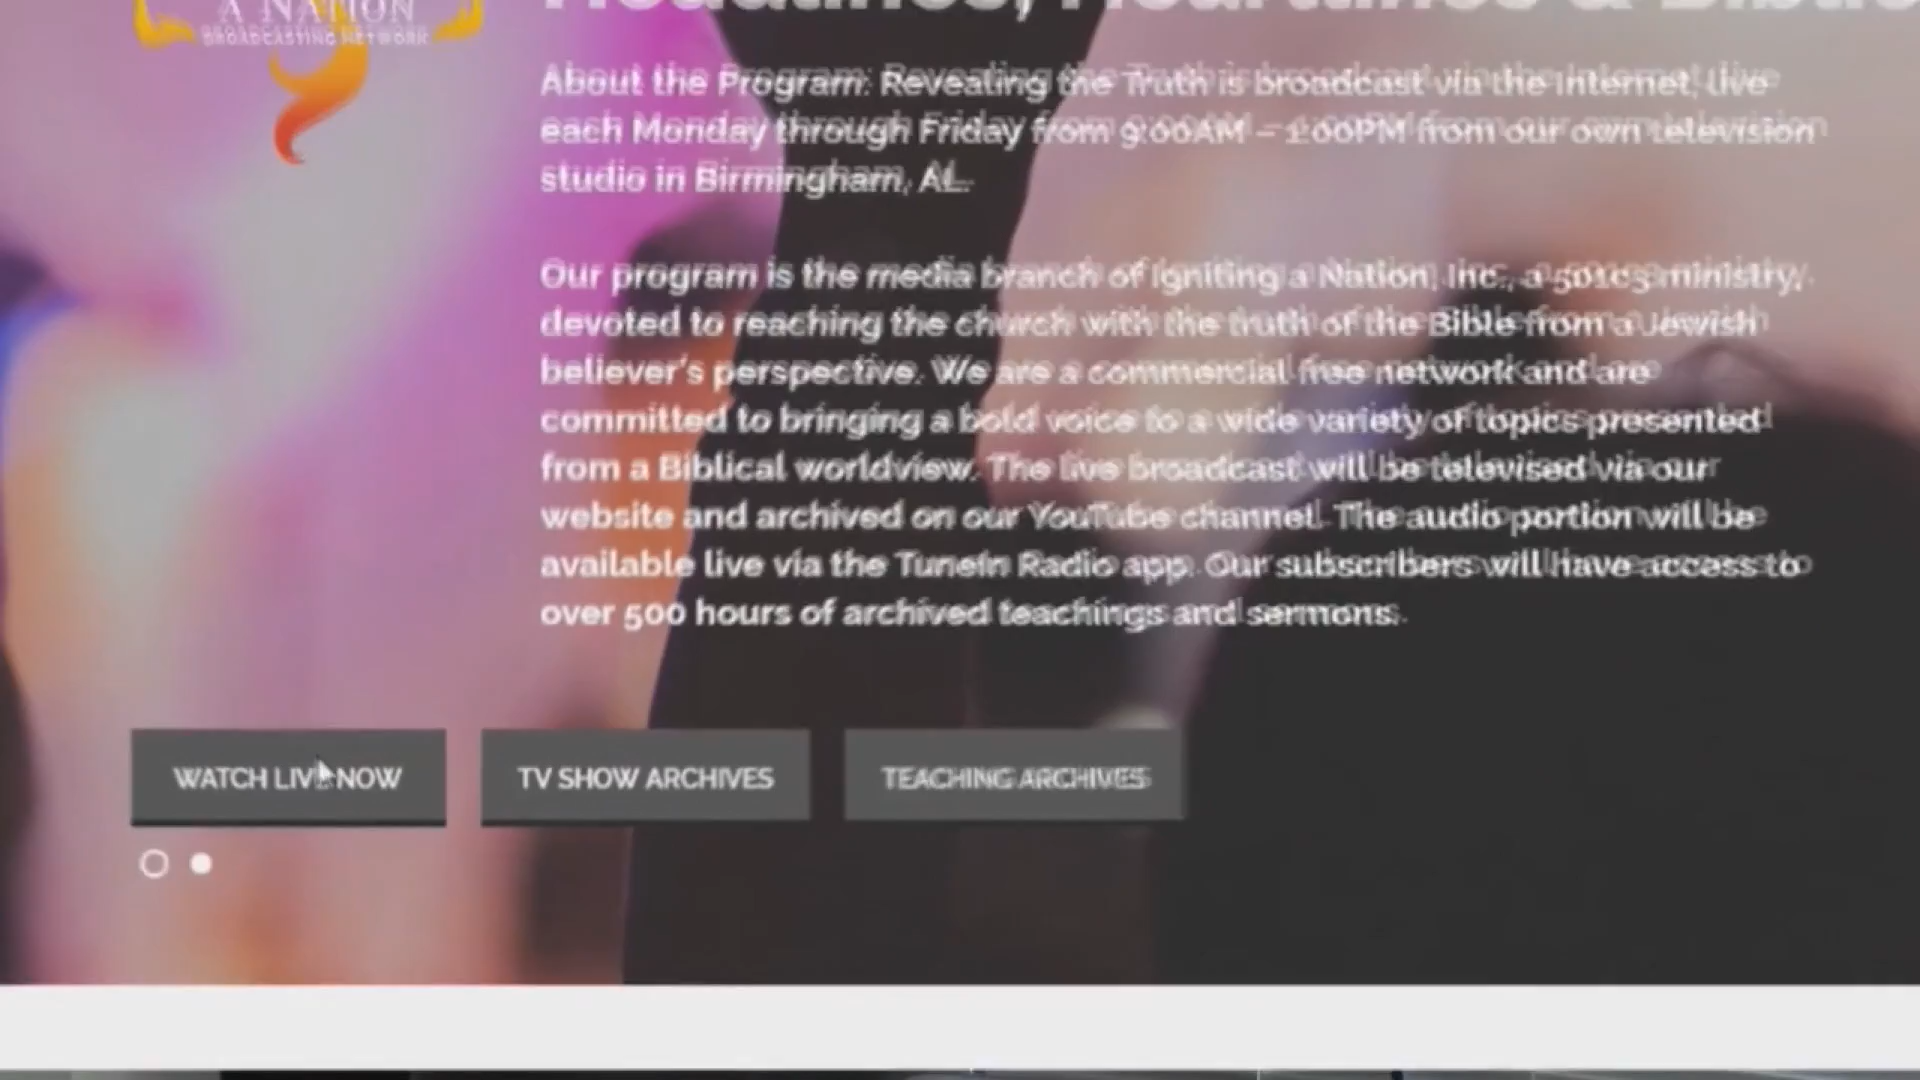 A NATION
BROADCASTING NETWORK
About the Program: Revealing the Truth is broadcast via the Internet, live
each Monday through Friday from 9:00AM – 1:00PM from our own television
studio in Birmingham, AL.
Our program is the media branch of Igniting a Nation, Inc., a 501c3 ministry,
devoted to reaching the church with the truth of the Bible from a Jewish
believer's perspective. We are a commercial free network and are
committed to bringing a bold voice to a wide variety of topics presented
from a Biblical worldview. The live broadcast will be televised via our
website and archived on our YouTube channel. The audio portion will be
available live via the TuneIn Radio app. Our subscribers will have access to
over 500 hours of archived teachings and sermons.
WATCH LIVE NOW
TV SHOW ARCHIVES
TEACHING ARCHIVES